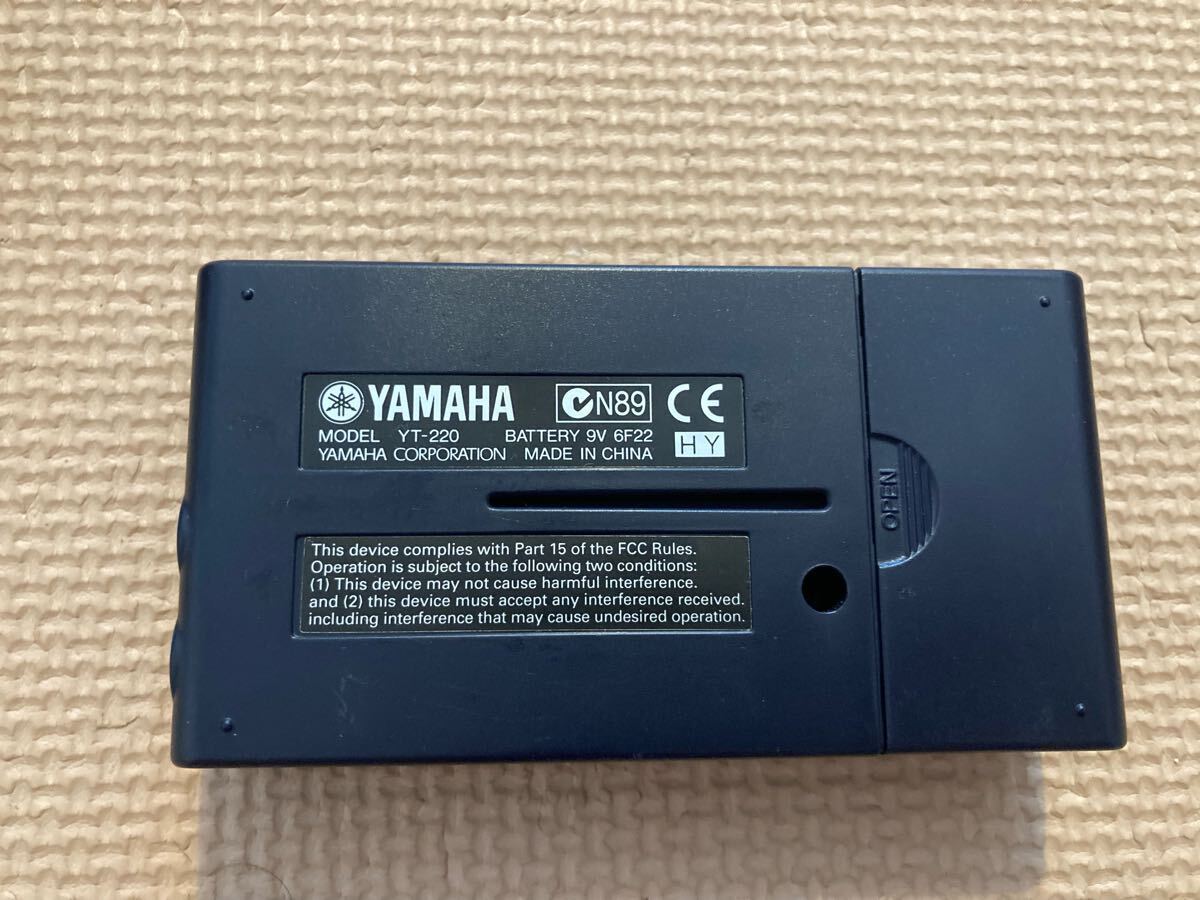 YAMAHA N89 CE
MODEL YT-220 BATTERY 9V 6F22
YAMAHA CORPORATION MADE IN CHINA HY
OPEN
This device complies with Part 15 of the FCC Rules.
Operation is subject to the following two conditions:
(1) This device may not cause harmful interference.
and (2) this device must accept any interference received.
including interference that may cause undesired operation.